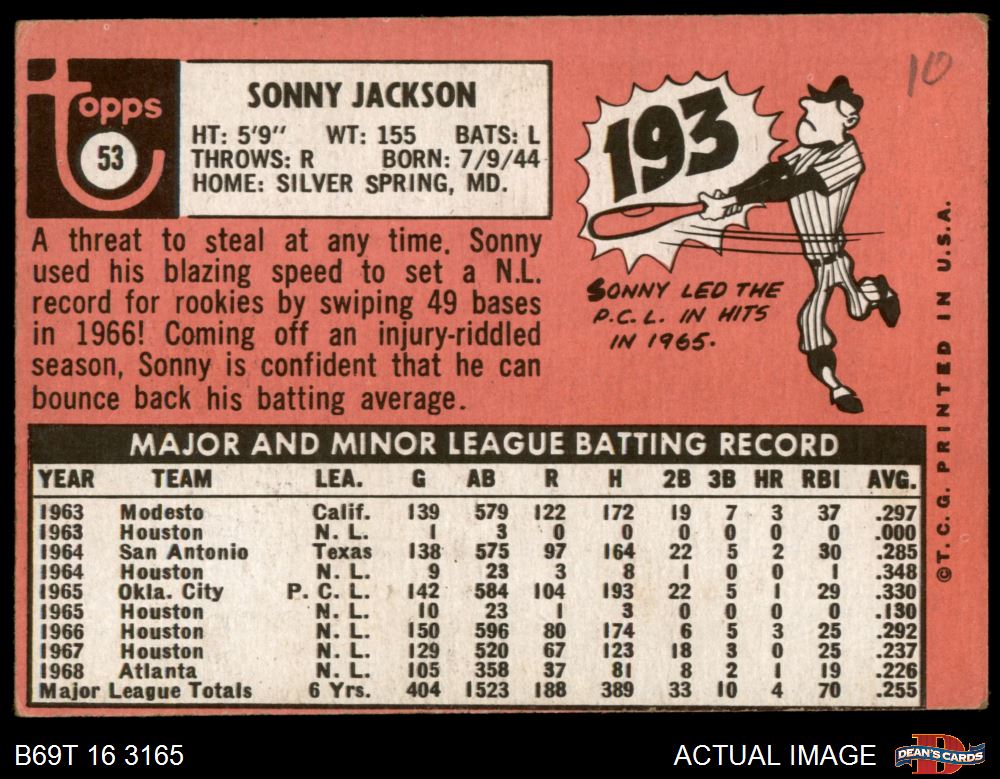 Topps
53
SONNY JACKSON
HT: 5'9" WT: 155 BATS: L
THROWS: R BORN: 7/9/44
HOME: SILVER SPRING, MD.
A threat to steal at any time. Sonny
used his blazing speed to set a N.L.
record for rookies by swiping 49 bases
in 1966! Coming off an injury-riddled
season, Sonny is confident that he can
bounce back his batting average.
193
SONNY LED THE
P.C.L. IN HITS
IN 1965.
10
©T.C.G. PRINTED IN U.S.A.
MAJOR AND MINOR LEAGUE BATTING RECORD
YEAR TEAM LEA. G AB R H 2B 3B HR RBI AVG.
1963 Modesto Calif. 139 579 122 172 19 7 3 37 .297
1963 Houston N. L. 1 3 0 0 0 0 0 0 .000
1964 San Antonio Texas 138 575 97 164 22 5 2 30 .285
1964 Houston N. L. 9 23 3 8 1 0 0 1 .348
1965 Okla. City P. C. L. 142 584 104 193 22 5 1 29 .330
1965 Houston N. L. 10 23 1 3 0 0 0 0 .130
1966 Houston N. L. 150 596 80 174 6 5 3 25 .292
1967 Houston N. L. 129 520 67 123 18 3 0 25 .237
1968 Atlanta N. L. 105 358 37 81 8 2 1 19 .226
Major League Totals 6 Yrs. 404 1523 188 389 33 10 4 70 .255
B69T 16 3165
ACTUAL IMAGE
D
DEAN'S CARDS